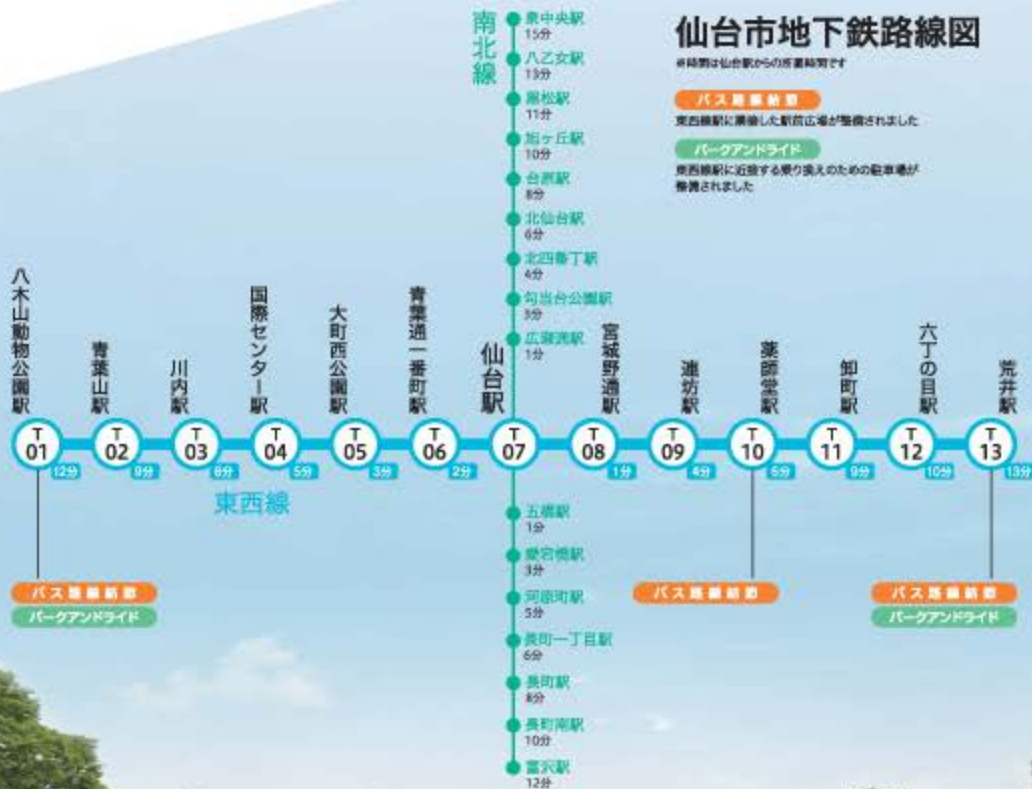 仙台市地下鉄路線図
※時間は仙台駅からの所要時間です
バス路線結節
東西線駅に隣接した駅前広場が整備されました
パークアンドライド
東西線駅に近接する乗り換えのための駐車場が
整備されました
南北線
泉中央駅
15分
八乙女駅
13分
黒松駅
11分
旭ヶ丘駅
10分
台原駅
8分
北仙台駅
6分
北四番丁駅
4分
勾当台公園駅
3分
広瀬通駅
1分
八木山動物公園駅
青葉山駅
川内駅
国際センター駅
大町西公園駅
青葉通一番町駅
仙台駅
宮城野通駅
連坊駅
薬師堂駅
卸町駅
六丁の目駅
荒井駅
T 01
T 02
T 03
T 04
T 05
T 06
T 07
T 08
T 09
T 10
T 11
T 12
T 13
12分
9分
6分
5分
3分
2分
1分
4分
6分
9分
10分
13分
東西線
五橋駅
1分
愛宕橋駅
3分
河原町駅
5分
長町一丁目駅
6分
長町駅
8分
長町南駅
10分
富沢駅
12分
バス路線結節
パークアンドライド
バス路線結節
バス路線結節
パークアンドライド